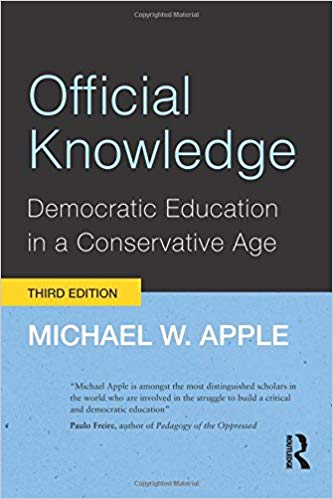 Copyrighted Material
Official
Knowledge
Democratic Education
in a Conservative Age
THIRD EDITION
MICHAEL W. APPLE
"Michael Apple is amongst the most distinguished scholars in
the world who are involved in the struggle to build a critical
and democratic education"
Paulo Freire, author of Pedagogy of the Oppressed
ROUTLEDGE
Copyrighted Material